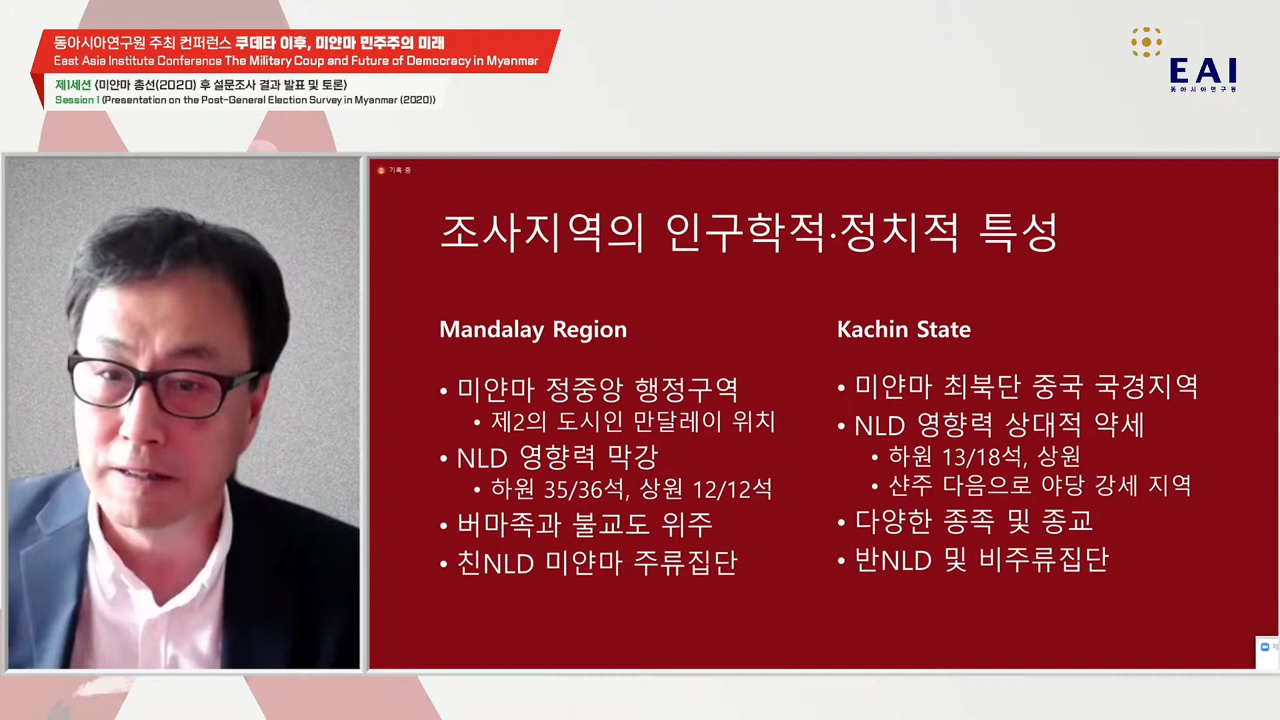 동아시아연구원 주최 컨퍼런스 쿠데타 이후, 미얀마 민주주의 미래
East Asia Institute Conference The Military Coup and Future of Democracy in Myanmar
제1세션 〈미얀마 총선(2020) 후 설문조사 결과 발표 및 토론〉
Session 1 〈Presentation on the Post-General Election Survey in Myanmar (2020)〉
EAI
동아시아연구원
기록 중
조사지역의 인구학적·정치적 특성
Mandalay Region
• 미얀마 정중앙 행정구역
• 제2의 도시인 만달레이 위치
• NLD 영향력 막강
• 하원 35/36석, 상원 12/12석
• 버마족과 불교도 위주
• 친NLD 미얀마 주류집단
Kachin State
• 미얀마 최북단 중국 국경지역
• NLD 영향력 상대적 약세
• 하원 13/18석, 상원
• 샨주 다음으로 야당 강세 지역
• 다양한 종족 및 종교
• 반NLD 및 비주류집단